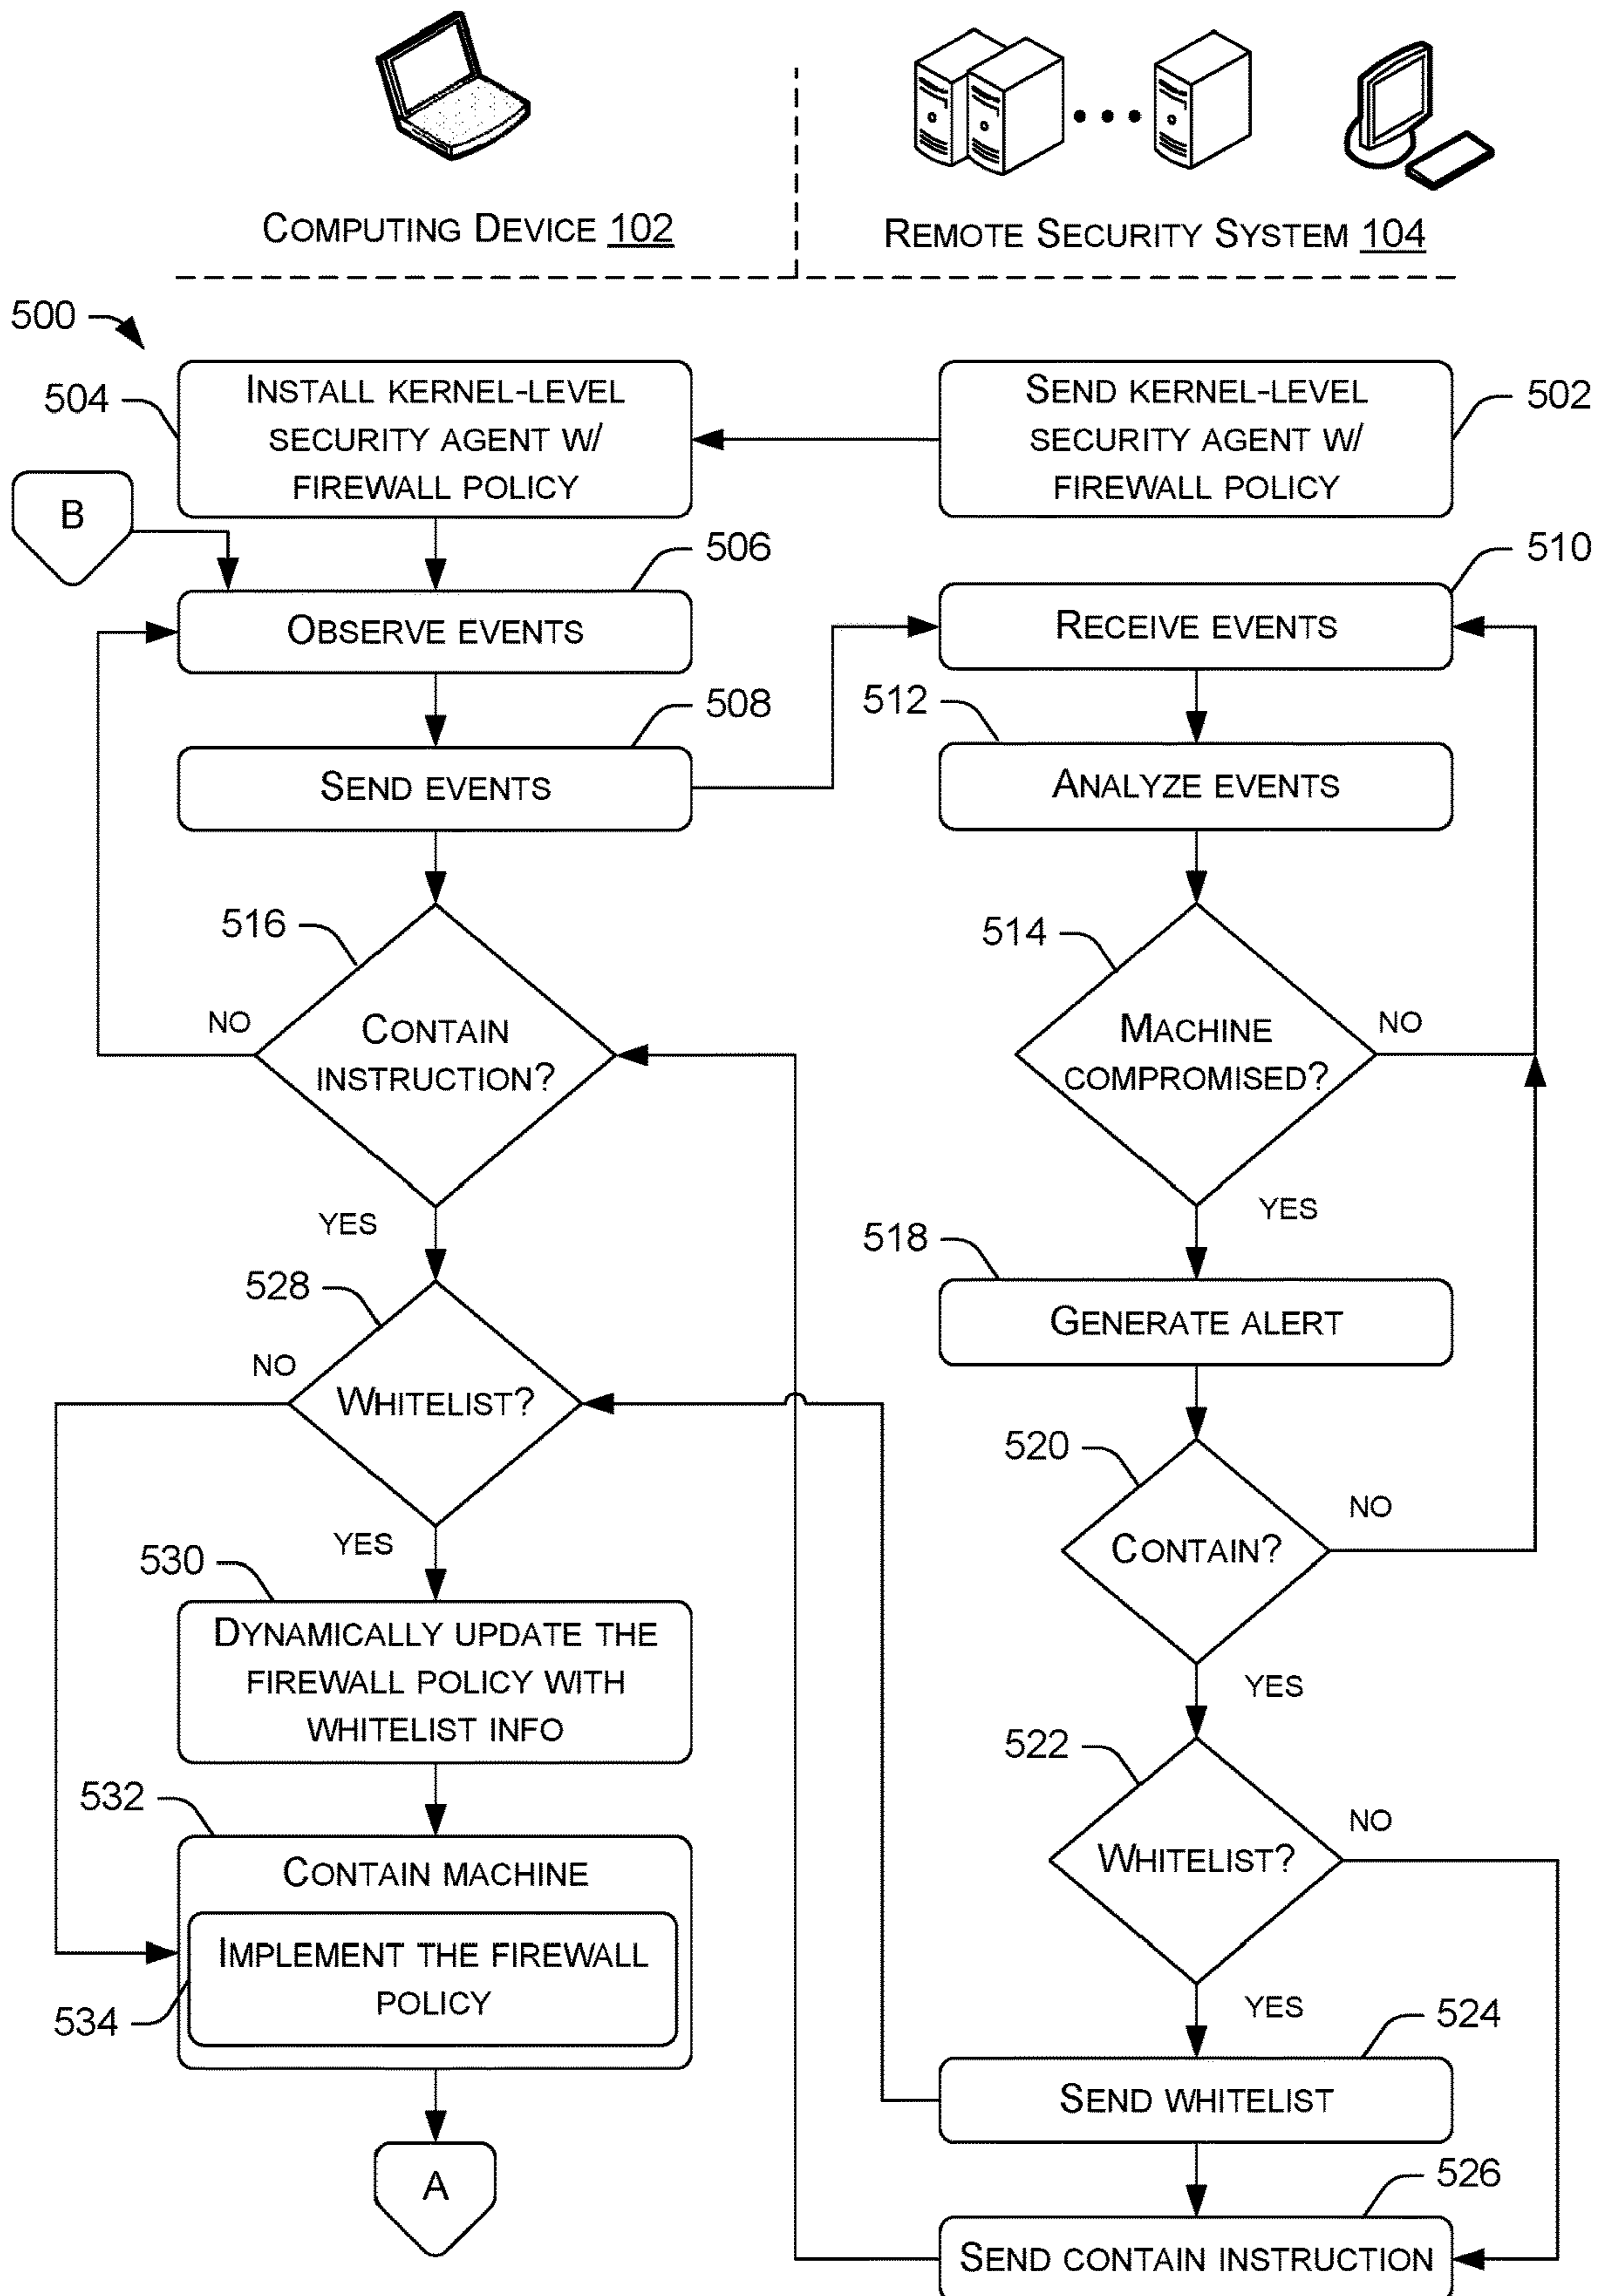 COMPUTING DEVICE 102
REMOTE SECURITY SYSTEM 104
500
504
INSTALL KERNEL-LEVEL
SECURITY AGENT W/
FIREWALL POLICY
SEND KERNEL-LEVEL
SECURITY AGENT W/
FIREWALL POLICY
502
B
506
OBSERVE EVENTS
510
RECEIVE EVENTS
508
SEND EVENTS
512
ANALYZE EVENTS
516
CONTAIN
INSTRUCTION?
NO
YES
514
MACHINE
COMPROMISED?
NO
YES
518
GENERATE ALERT
528
WHITELIST?
NO
YES
520
CONTAIN?
NO
YES
530
DYNAMICALLY UPDATE THE
FIREWALL POLICY WITH
WHITELIST INFO
522
WHITELIST?
NO
YES
532
CONTAIN MACHINE
IMPLEMENT THE FIREWALL
POLICY
534
524
SEND WHITELIST
A
526
SEND CONTAIN INSTRUCTION